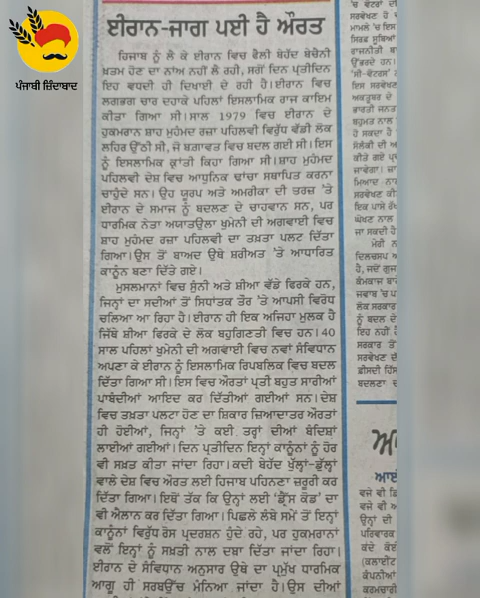 ਪੰਜਾਬੀ ਜ਼ਿੰਦਾਬਾਦ
ਈਰਾਨ-ਜਾਗ ਪਈ ਹੈ ਔਰਤ
ਹਿਜਾਬ ਨੂੰ ਲੈ ਕੇ ਈਰਾਨ ਵਿਚ ਫੈਲੀ ਬੇਹੱਦ ਬੇਚੈਨੀ
ਖ਼ਤਮ ਹੋਣ ਦਾ ਨਾਂਅ ਨਹੀਂ ਲੈ ਰਹੀ, ਸਗੋਂ ਦਿਨ ਪ੍ਰਤੀਦਿਨ
ਇਹ ਵਧਦੀ ਹੀ ਦਿਖਾਈ ਦੇ ਰਹੀ ਹੈ। ਈਰਾਨ ਵਿਚ
ਲਗਭਗ ਚਾਰ ਦਹਾਕੇ ਪਹਿਲਾਂ ਇਸਲਾਮਿਕ ਰਾਜ ਕਾਇਮ
ਕੀਤਾ ਗਿਆ ਸੀ। ਸਾਲ 1979 ਵਿਚ ਈਰਾਨ ਦੇ
ਹੁਕਮਰਾਨ ਸ਼ਾਹ ਮੁਹੰਮਦ ਰਜ਼ਾ ਪਹਿਲਵੀ ਵਿਰੁੱਧ ਵੱਡੀ ਲੋਕ
ਲਹਿਰ ਉੱਠੀ ਸੀ, ਜੋ ਬਗ਼ਾਵਤ ਵਿਚ ਬਦਲ ਗਈ ਸੀ। ਇਸ
ਨੂੰ ਇਸਲਾਮਿਕ ਕ੍ਰਾਂਤੀ ਕਿਹਾ ਗਿਆ ਸੀ। ਸ਼ਾਹ ਮੁਹੰਮਦ
ਪਹਿਲਵੀ ਦੇਸ਼ ਵਿਚ ਆਧੁਨਿਕ ਢਾਂਚਾ ਸਥਾਪਿਤ ਕਰਨਾ
ਚਾਹੁੰਦੇ ਸਨ। ਉਹ ਯੂਰਪ ਅਤੇ ਅਮਰੀਕਾ ਦੀ ਤਰਜ਼ 'ਤੇ
ਈਰਾਨ ਦੇ ਸਮਾਜ ਨੂੰ ਬਦਲਣ ਦੇ ਚਾਹਵਾਨ ਸਨ, ਪਰ
ਧਾਰਮਿਕ ਨੇਤਾ ਅਯਾਤਉਲਾ ਖੁਮੇਨੀ ਦੀ ਅਗਵਾਈ ਵਿਚ
ਸ਼ਾਹ ਮੁਹੰਮਦ ਰਜ਼ਾ ਪਹਿਲਵੀ ਦਾ ਤਖ਼ਤਾ ਪਲਟ ਦਿੱਤਾ
ਗਿਆ। ਉਸ ਤੋਂ ਬਾਅਦ ਉਥੇ ਸ਼ਰੀਅਤ 'ਤੇ ਆਧਾਰਿਤ
ਕਾਨੂੰਨ ਬਣਾ ਦਿੱਤੇ ਗਏ।
ਮੁਸਲਮਾਨਾਂ ਵਿਚ ਸੁੰਨੀ ਅਤੇ ਸ਼ੀਆ ਵੱਡੇ ਫਿਰਕੇ ਹਨ,
ਜਿਨ੍ਹਾਂ ਦਾ ਸਦੀਆਂ ਤੋਂ ਸਿਧਾਂਤਕ ਤੌਰ 'ਤੇ ਆਪਸੀ ਵਿਰੋਧ
ਚਲਿਆ ਆ ਰਿਹਾ ਹੈ। ਈਰਾਨ ਹੀ ਇਕ ਅਜਿਹਾ ਮੁਲਕ ਹੈ
ਜਿੱਥੇ ਸ਼ੀਆ ਫਿਰਕੇ ਦੇ ਲੋਕ ਬਹੁਗਿਣਤੀ ਵਿਚ ਹਨ। 40
ਸਾਲ ਪਹਿਲਾਂ ਖੁਮੇਨੀ ਦੀ ਅਗਵਾਈ ਵਿਚ ਨਵਾਂ ਸੰਵਿਧਾਨ
ਅਪਣਾ ਕੇ ਈਰਾਨ ਨੂੰ ਇਸਲਾਮਿਕ ਰਿਪਬਲਿਕ ਵਿਚ ਬਦਲ
ਦਿੱਤਾ ਗਿਆ ਸੀ। ਇਸ ਵਿਚ ਔਰਤਾਂ ਪ੍ਰਤੀ ਬਹੁਤ ਸਾਰੀਆਂ
ਪਾਬੰਦੀਆਂ ਆਇਦ ਕਰ ਦਿੱਤੀਆਂ ਗਈਆਂ ਸਨ। ਦੇਸ਼
ਵਿਚ ਤਖ਼ਤਾ ਪਲਟਾ ਹੋਣ ਦਾ ਸ਼ਿਕਾਰ ਜ਼ਿਆਦਾਤਰ ਔਰਤਾਂ
ਹੀ ਹੋਈਆਂ, ਜਿਨ੍ਹਾਂ 'ਤੇ ਕਈ ਤਰ੍ਹਾਂ ਦੀਆਂ ਬੰਦਿਸ਼ਾਂ
ਲਾਈਆਂ ਗਈਆਂ। ਦਿਨ ਪ੍ਰਤੀਦਿਨ ਇਨ੍ਹਾਂ ਕਾਨੂੰਨਾਂ ਨੂੰ ਹੋਰ
ਵੀ ਸਖ਼ਤ ਕੀਤਾ ਜਾਂਦਾ ਰਿਹਾ। ਕਦੀ ਬੇਹੱਦ ਖੁੱਲ੍ਹਾਂ-ਡੁੱਲ੍ਹਾਂ
ਵਾਲੇ ਦੇਸ਼ ਵਿਚ ਔਰਤ ਲਈ ਹਿਜਾਬ ਪਹਿਨਣਾ ਜ਼ਰੂਰੀ ਕਰ
ਦਿੱਤਾ ਗਿਆ। ਇਥੋਂ ਤੱਕ ਕਿ ਉਨ੍ਹਾਂ ਲਈ 'ਡ੍ਰੈੱਸ ਕੋਡ' ਦਾ
ਵੀ ਐਲਾਨ ਕਰ ਦਿੱਤਾ ਗਿਆ। ਪਿਛਲੇ ਲੰਬੇ ਸਮੇਂ ਤੋਂ ਇਨ੍ਹਾਂ
ਕਾਨੂੰਨਾਂ ਵਿਰੁੱਧ ਰੋਸ ਪ੍ਰਦਰਸ਼ਨ ਹੁੰਦੇ ਰਹੇ, ਪਰ ਹੁਕਮਰਾਨਾਂ
ਵਲੋਂ ਇਨ੍ਹਾਂ ਨੂੰ ਸਖ਼ਤੀ ਨਾਲ ਦਬਾ ਦਿੱਤਾ ਜਾਂਦਾ ਰਿਹਾ।
ਈਰਾਨ ਦੇ ਸੰਵਿਧਾਨ ਅਨੁਸਾਰ ਉਥੇ ਦਾ ਪ੍ਰਮੁੱਖ ਧਾਰਮਿਕ
ਆਗੂ ਹੀ ਸਰਬਉੱਚ ਮੰਨਿਆ ਜਾਂਦਾ ਹੈ। ਉਸ ਦੀਆਂ